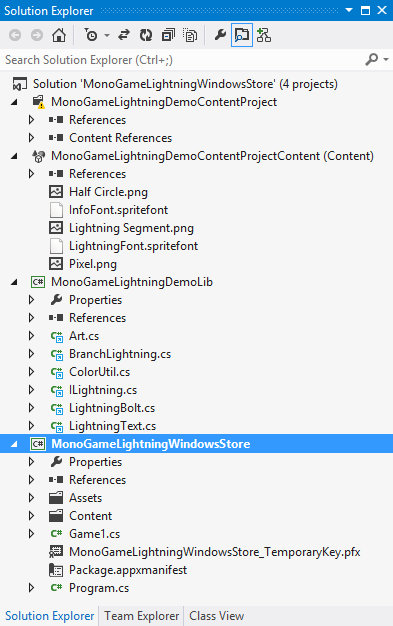 Solution Explorer
Search Solution Explorer (Ctrl+;)
Solution 'MonoGameLightningWindowsStore' (4 projects)
MonoGameLightningDemoContentProject
References
Content References
MonoGameLightningDemoContentProjectContent (Content)
References
Half Circle.png
InfoFont.spritefont
Lightning Segment.png
LightningFont.spritefont
Pixel.png
C# MonoGameLightningDemoLib
Properties
References
C# Art.cs
C# BranchLightning.cs
C# ColorUtil.cs
C# ILightning.cs
C# LightningBolt.cs
C# LightningText.cs
C# MonoGameLightningWindowsStore
Properties
References
Assets
Content
C# Game1.cs
MonoGameLightningWindowsStore_TemporaryKey.pfx
Package.appxmanifest
C# Program.cs
Solution Explorer Team Explorer Class View